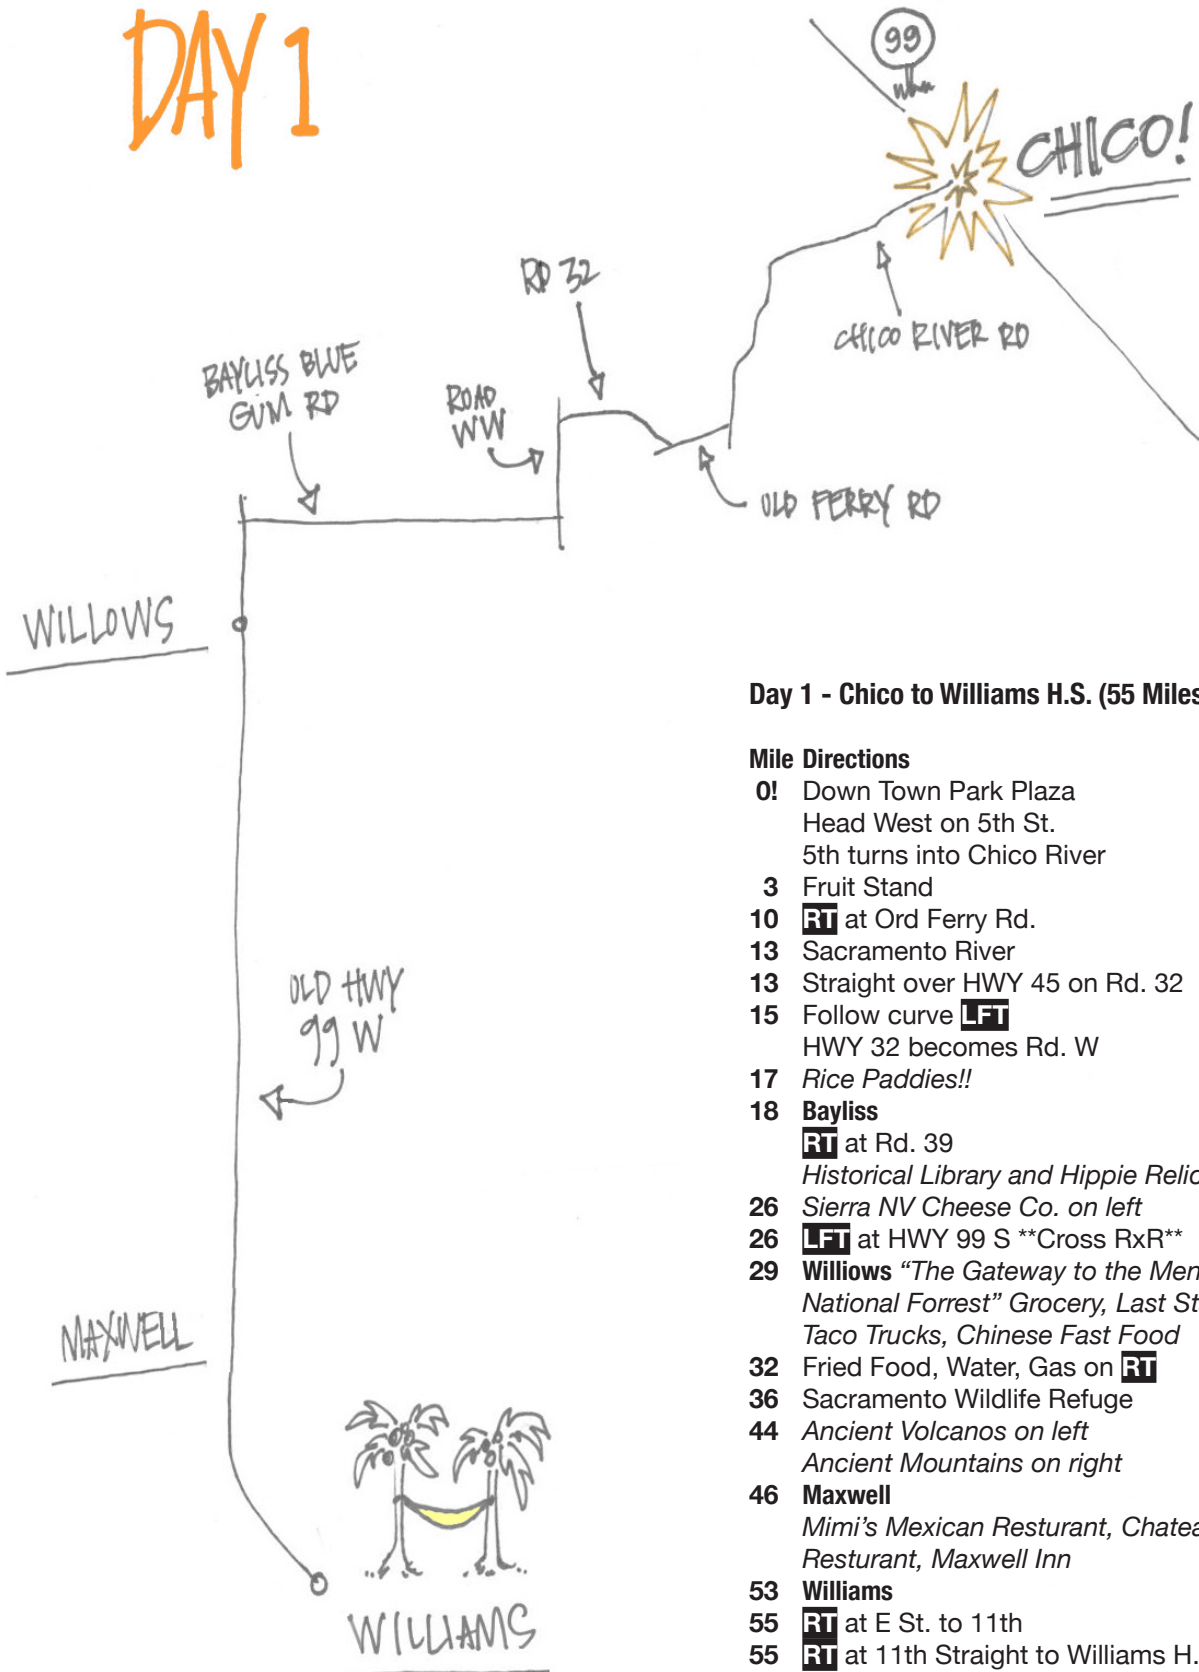 DAY 1
99
CHICO!
RD 32
CHICO RIVER RD
BAYLISS BLUE
GUM RD
ROAD
WW
OLD FERRY RD
WILLOWS
OLD HWY
99 W
MAXWELL
WILLIAMS
Day 1 - Chico to Williams H.S. (55 Miles
Mile Directions
0! Down Town Park Plaza
Head West on 5th St.
5th turns into Chico River
3 Fruit Stand
10 RT at Ord Ferry Rd.
13 Sacramento River
13 Straight over HWY 45 on Rd. 32
15 Follow curve LFT
HWY 32 becomes Rd. W
17 Rice Paddies!!
18 Bayliss
RT at Rd. 39
Historical Library and Hippie Relic
26 Sierra NV Cheese Co. on left
26 LFT at HWY 99 S **Cross RxR**
29 Williows “The Gateway to the Men
National Forrest” Grocery, Last St
Taco Trucks, Chinese Fast Food
32 Fried Food, Water, Gas on RT
36 Sacramento Wildlife Refuge
44 Ancient Volcanos on left
Ancient Mountains on right
46 Maxwell
Mimi’s Mexican Resturant, Chatea
Resturant, Maxwell Inn
53 Williams
55 RT at E St. to 11th
55 RT at 11th Straight to Williams H.